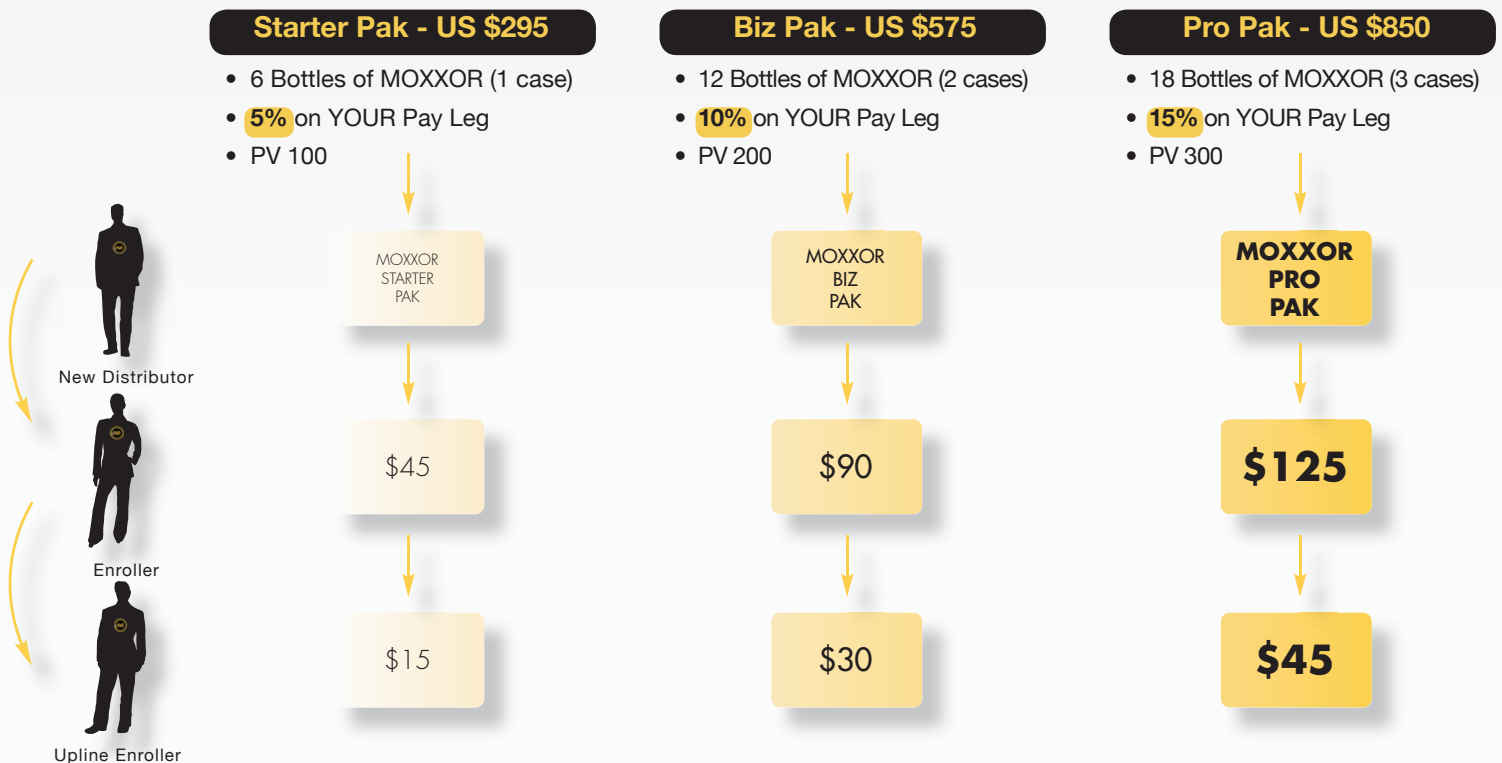 Starter Pak - US $295
• 6 Bottles of MOXXOR (1 case)
• 5% on YOUR Pay Leg
• PV 100
Biz Pak - US $575
• 12 Bottles of MOXXOR (2 cases)
• 10% on YOUR Pay Leg
• PV 200
Pro Pak - US $850
• 18 Bottles of MOXXOR (3 cases)
• 15% on YOUR Pay Leg
• PV 300
New Distributor
MOXXOR
STARTER
PAK
MOXXOR
BIZ
PAK
MOXXOR
PRO
PAK
Enroller
$45
$90
$125
Upline Enroller
$15
$30
$45